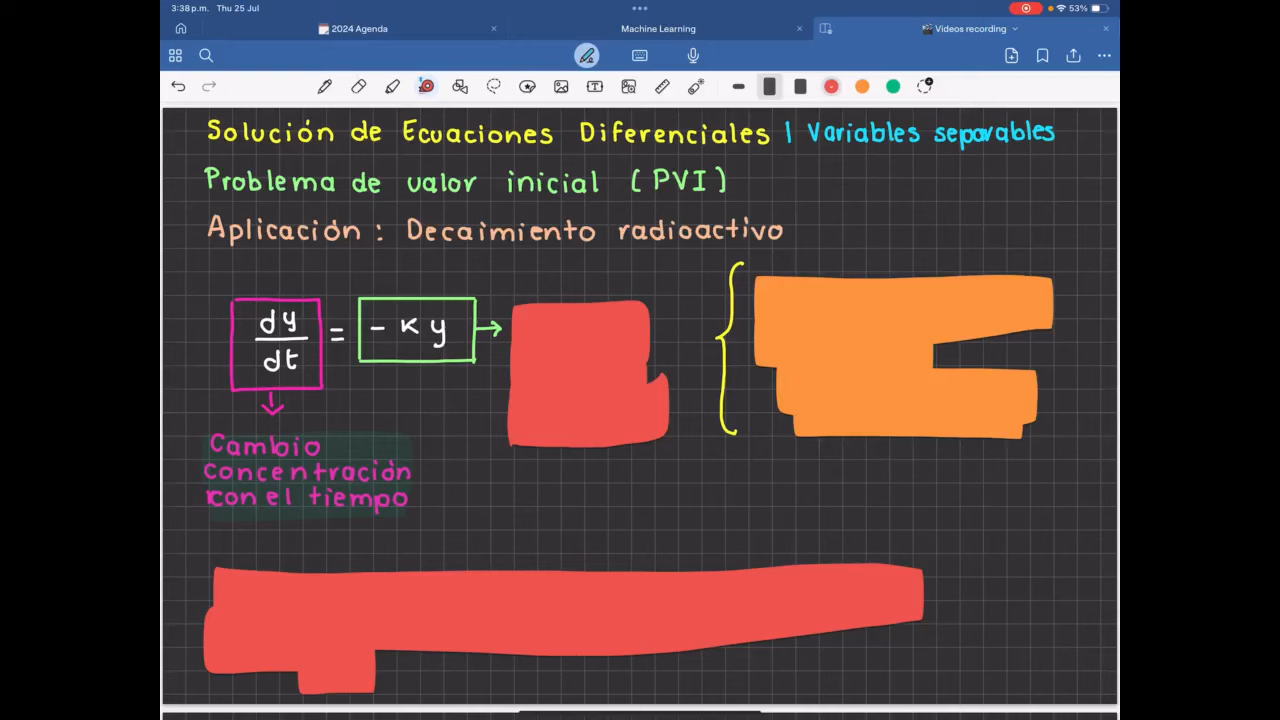 3:38 p.m. Thu 25 Jul
53%
2024 Agenda
Machine Learning
Videos recording
Solución de Ecuaciones Diferenciales | Variables separables
Problema de valor inicial (PVI)
Aplicación: Decaimiento radioactivo
dy/dt = - K y
Cambio
concentración
con el tiempo